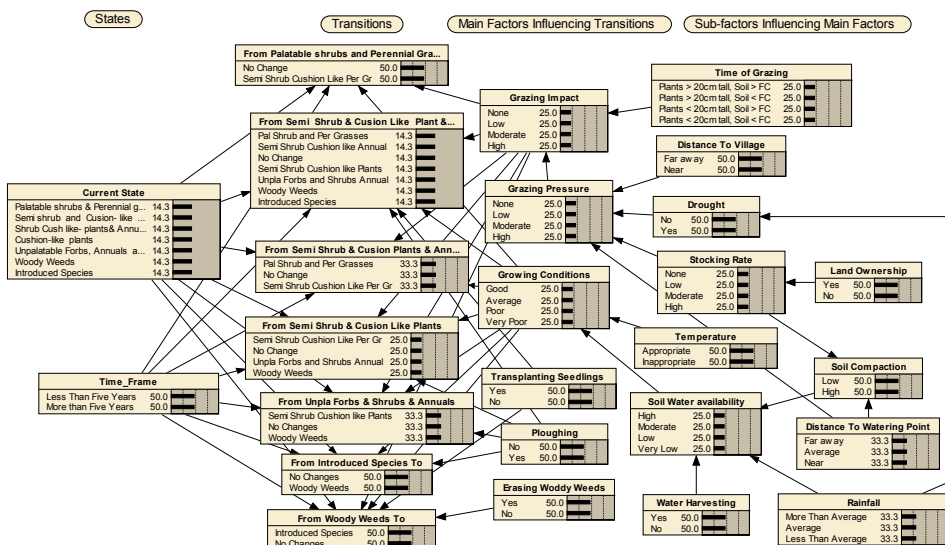 States
Transitions
Main Factors Influencing Transitions
Sub-factors Influencing Main Factors
From Palatable shrubs and Perennial Gra...
No Change 50.0
Semi Shrub Cushion Like Per Gr 50.0
From Semi Shrub & Cusion Like Plant &...
Pal Shrub and Per Grasses 14.3
Semi Shrub Cushion like Annual 14.3
No Change 14.3
Semi Shrub Cushion like Plants 14.3
Unpla Forbs and Shrubs Annual 14.3
Woody Weeds 14.3
Introduced Species 14.3
Current State
Palatable shrubs & Perennial g... 14.3
Semi shrub and Cusion- like ... 14.3
Shrub Cush like- plants& Annu... 14.3
Cushion-like plants 14.3
Unpalatable Forbs, Annuals a... 14.3
Woody Weeds 14.3
Introduced Species 14.3
From Semi Shrub & Cusion Plants & Ann...
Pal Shrub and Per Grasses 33.3
No Change 33.3
Semi Shrub Cushion Like Per Gr 33.3
From Semi Shrub & Cusion Like Plants
Semi Shrub Cushion Like Per Gr 25.0
No Change 25.0
Unpla Forbs and Shrubs Annual 25.0
Woody Weeds 25.0
Time_Frame
Less Than Five Years 50.0
More than Five Years 50.0
From Unpla Forbs & Shrubs & Annuals
Semi Shrub Cushion like Plants 33.3
No Changes 33.3
Woody Weeds 33.3
From Introduced Species To
No Changes 50.0
Woody Weeds 50.0
From Woody Weeds To
Introduced Species 50.0
No Changes 50.0
Grazing Impact
None 25.0
Low 25.0
Moderate 25.0
High 25.0
Grazing Pressure
None 25.0
Low 25.0
Moderate 25.0
High 25.0
Growing Conditions
Good 25.0
Average 25.0
Poor 25.0
Very Poor 25.0
Transplanting Seedlings
Yes 50.0
No 50.0
Ploughing
No 50.0
Yes 50.0
Erasing Woddy Weeds
Yes 50.0
No 50.0
Time of Grazing
Plants > 20cm tall, Soil > FC 25.0
Plants > 20cm tall, Soil < FC 25.0
Plants < 20cm tall, Soil > FC 25.0
Plants < 20cm tall, Soil < FC 25.0
Distance To Village
Far away 50.0
Near 50.0
Drought
No 50.0
Yes 50.0
Stocking Rate
None 25.0
Low 25.0
Moderate 25.0
High 25.0
Land Ownership
Yes 50.0
No 50.0
Temperature
Appropriate 50.0
Inappropriate 50.0
Soil Compaction
Low 50.0
High 50.0
Soil Water availability
High 25.0
Moderate 25.0
Low 25.0
Very Low 25.0
Distance To Watering Point
Far away 33.3
Average 33.3
Near 33.3
Water Harvesting
Yes 50.0
No 50.0
Rainfall
More Than Average 33.3
Average 33.3
Less Than Average 33.3